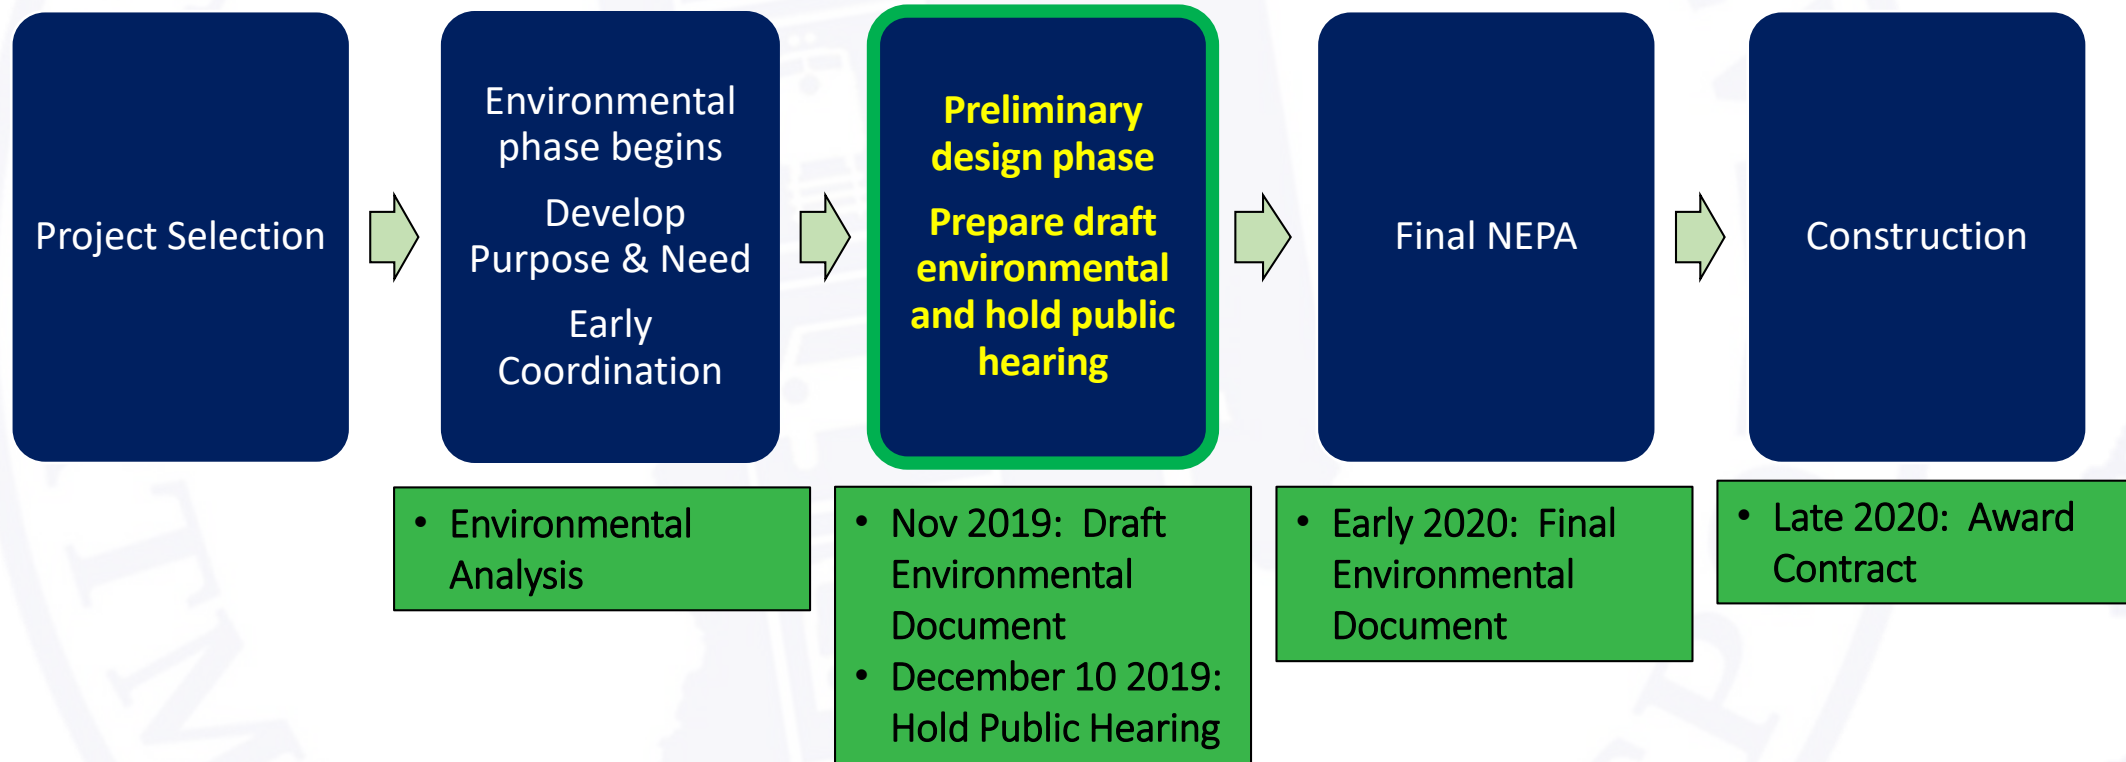 Project Selection
Environmental
phase begins
Develop
Purpose & Need
Early
Coordination
Preliminary
design phase
Prepare draft
environmental
and hold public
hearing
Final NEPA
Construction
• Environmental
Analysis
• Nov 2019: Draft
Environmental
Document
• December 10 2019:
Hold Public Hearing
• Early 2020: Final
Environmental
Document
• Late 2020: Award
Contract